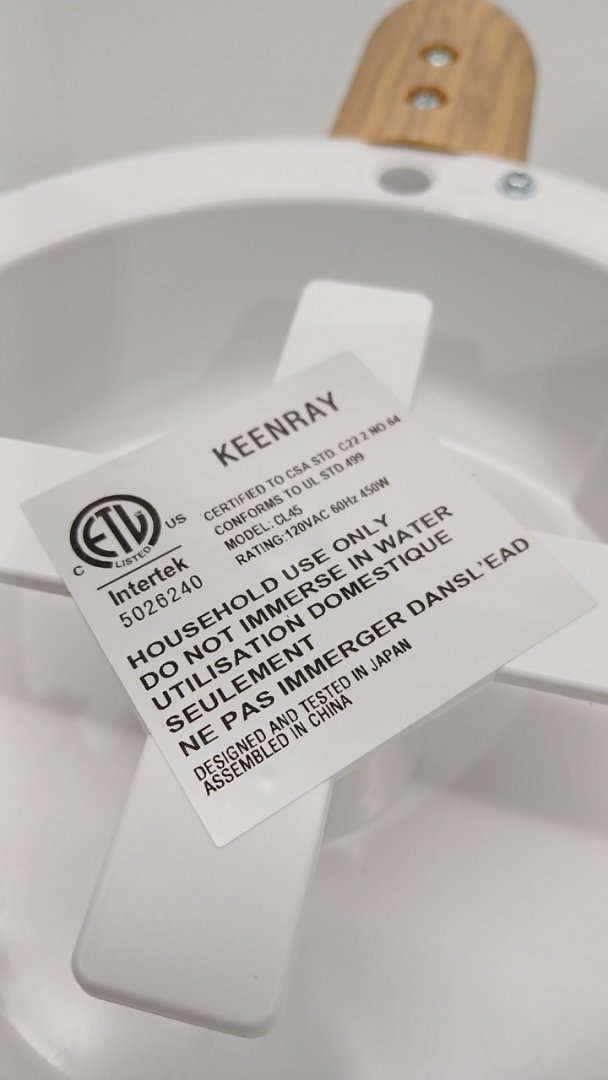 KEENRAY
CERTIFIED TO CSA STD. C22.2 NO.64
CONFORMS TO UL STD.499
MODEL: CL45
RATING:120VAC 60Hz 450W
ETL
C US
LISTED
Intertek
5026240
HOUSEHOLD USE ONLY
DO NOT IMMERSE IN WATER
UTILISATION DOMESTIQUE
SEULEMENT
NE PAS IMMERGER DANSL'EAD
DESIGNED AND TESTED IN JAPAN
ASSEMBLED IN CHINA